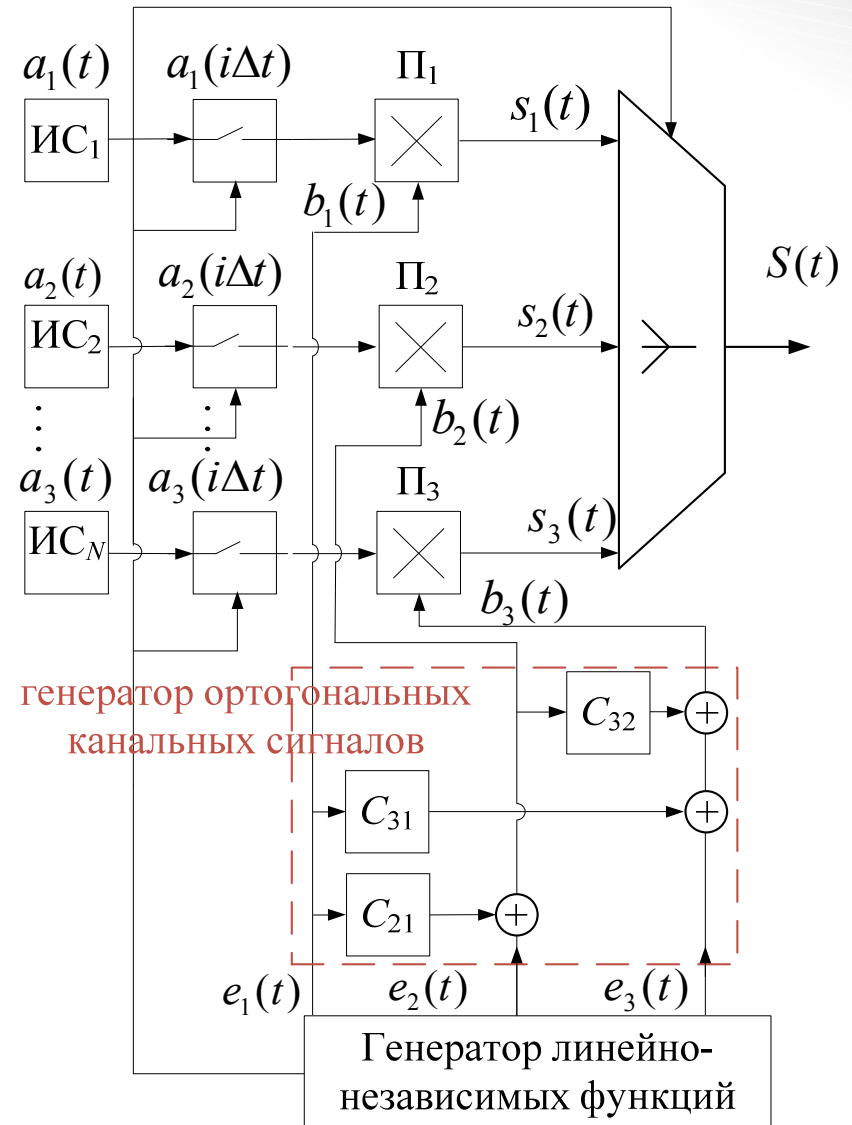 a₁(t) a₁(iΔt) П₁
ИС₁ s₁(t)
b₁(t)
a₂(t) a₂(iΔt) П₂ S(t)
ИС₂ s₂(t)
b₂(t)
a₃(t) a₃(iΔt) П₃
ИС_N s₃(t)
b₃(t)
генератор ортогональных
канальных сигналов
C₃₂ +
C₃₁ +
C₂₁ +
e₁(t) e₂(t) e₃(t)
Генератор линейно-
независимых функций